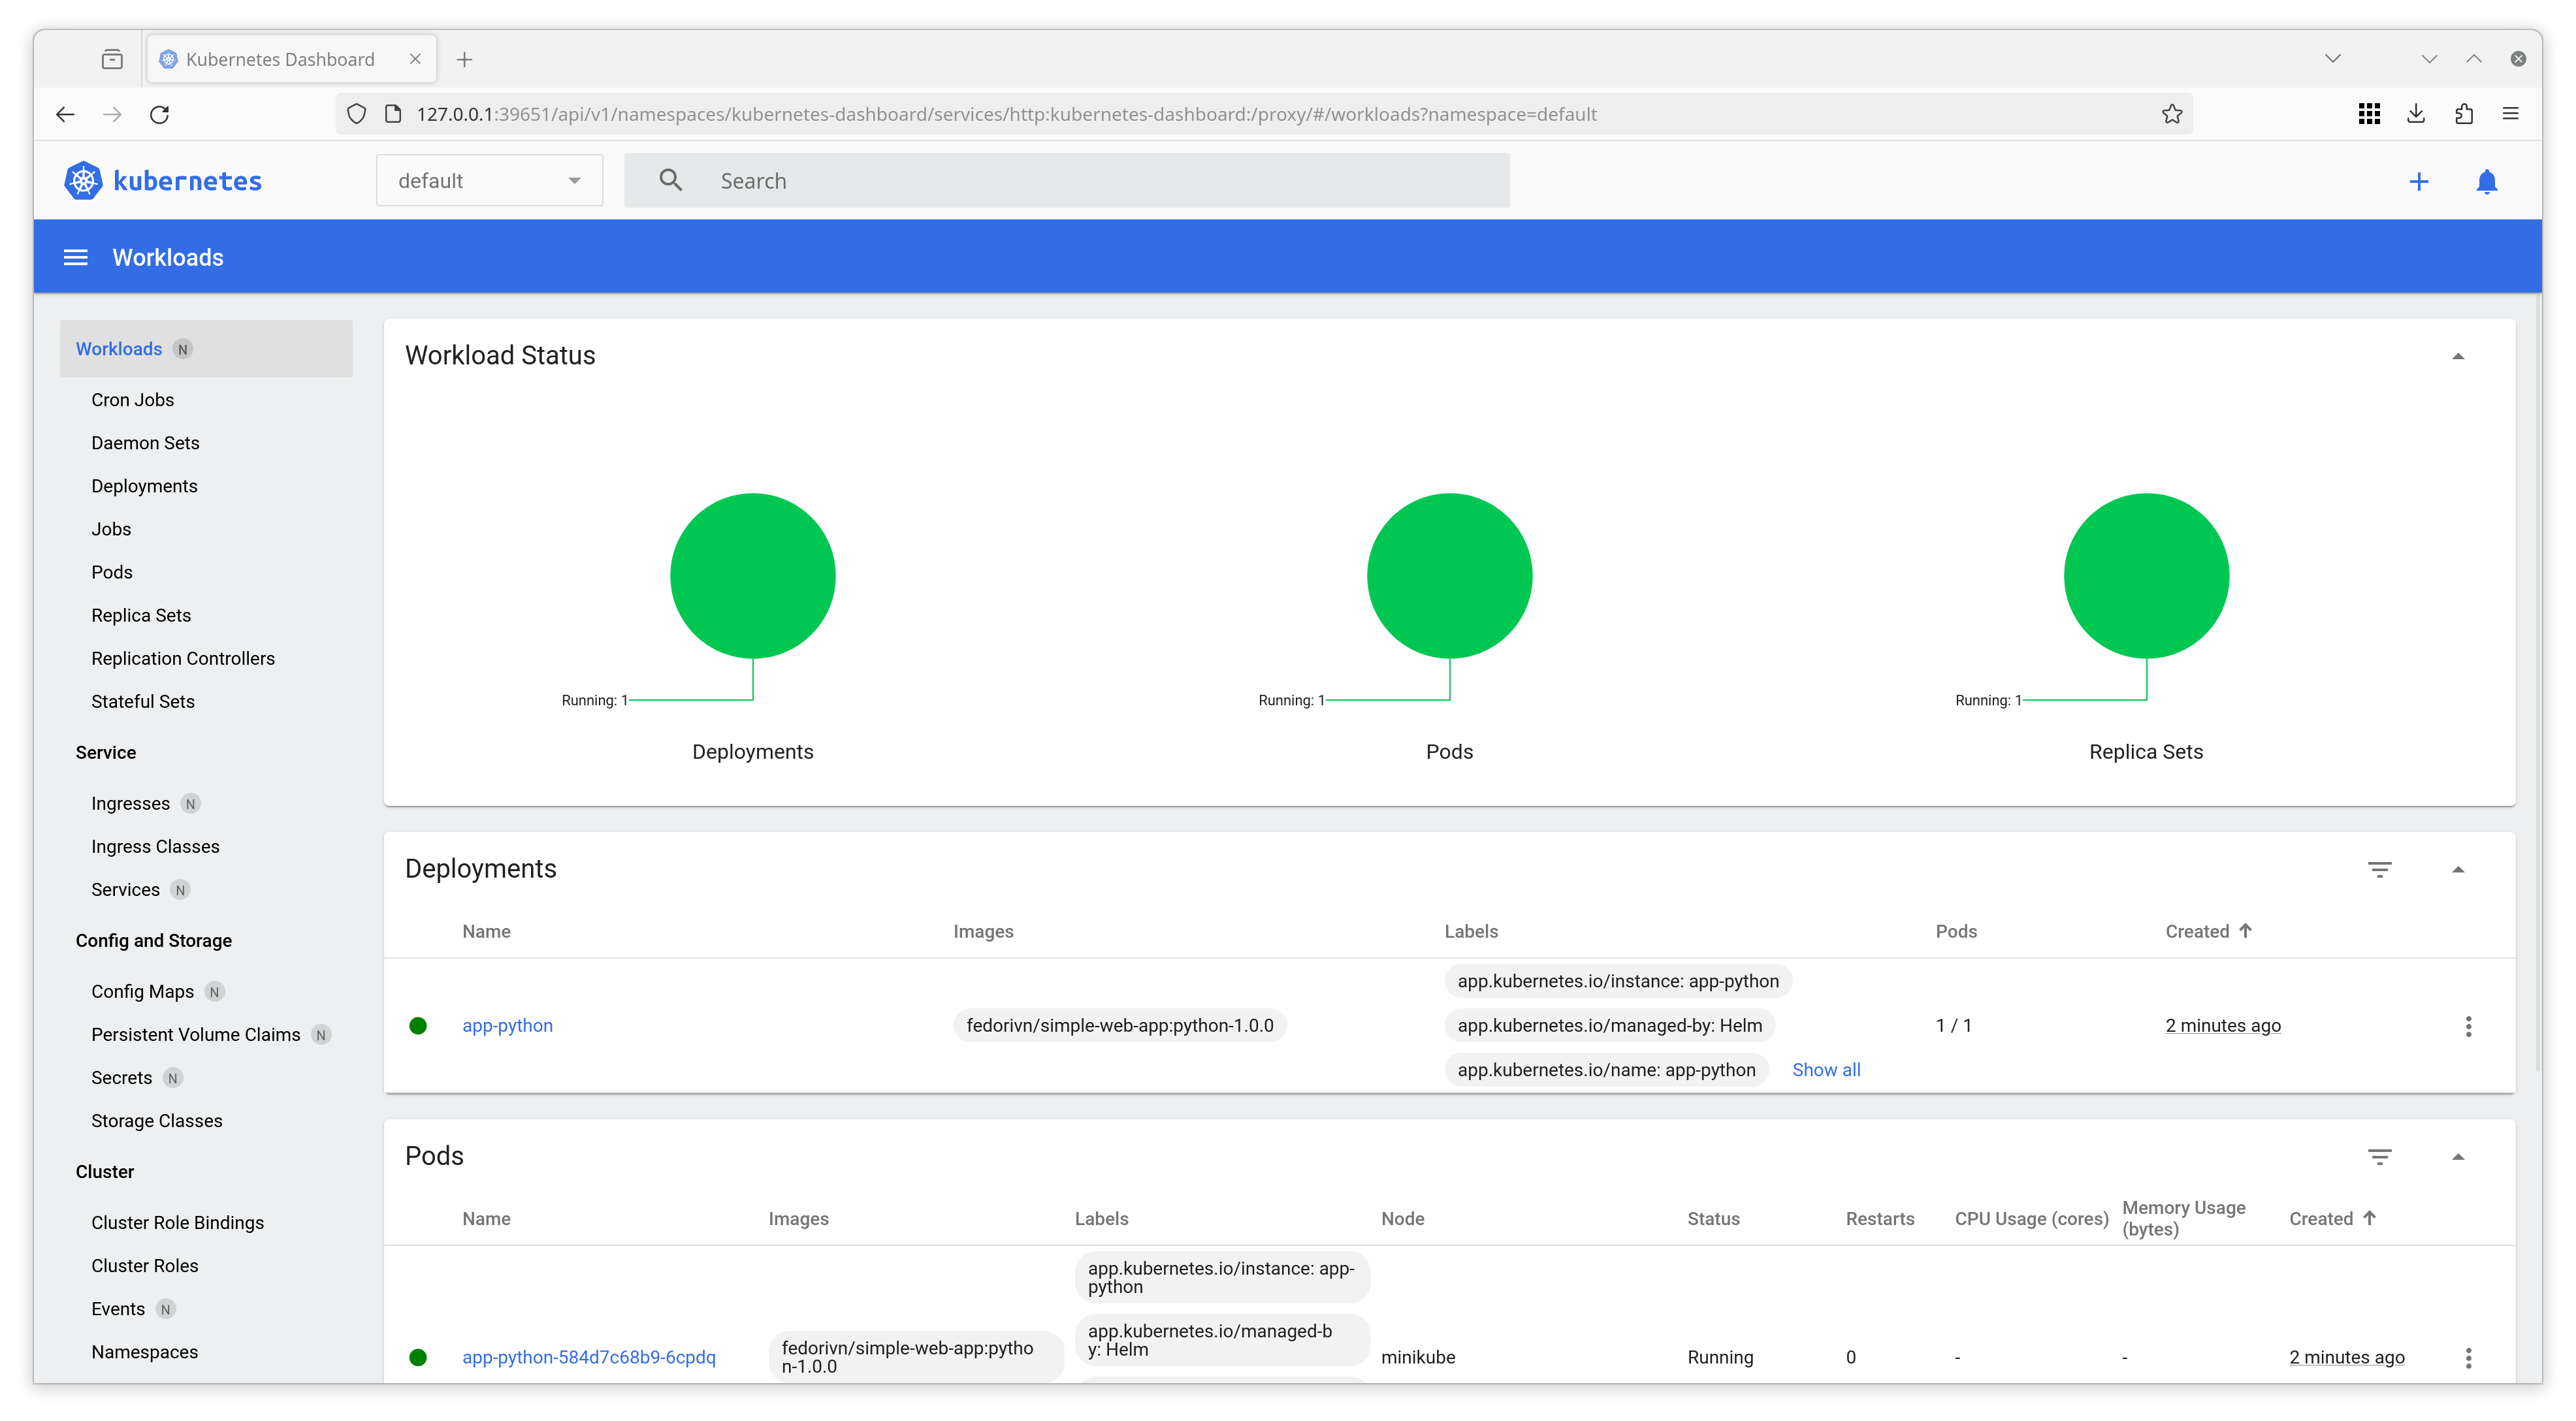 Kubernetes Dashboard
127.0.0.1:39651/api/v1/namespaces/kubernetes-dashboard/services/http:kubernetes-dashboard:/proxy/#/workloads?namespace=default
kubernetes
default
Search
Workloads
Workloads N
Cron Jobs
Daemon Sets
Deployments
Jobs
Pods
Replica Sets
Replication Controllers
Stateful Sets
Service
Ingresses N
Ingress Classes
Services N
Config and Storage
Config Maps N
Persistent Volume Claims N
Secrets N
Storage Classes
Cluster
Cluster Role Bindings
Cluster Roles
Events N
Namespaces
Workload Status
Running: 1
Deployments
Running: 1
Pods
Running: 1
Replica Sets
Deployments
Name Images Labels Pods Created
app-python
fedorivn/simple-web-app:python-1.0.0
app.kubernetes.io/instance: app-python
app.kubernetes.io/managed-by: Helm
app.kubernetes.io/name: app-python
Show all
1 / 1
2 minutes ago
Pods
Name Images Labels Node Status Restarts CPU Usage (cores) Memory Usage
(bytes) Created
app-python-584d7c68b9-6cpdq
fedorivn/simple-web-app:pytho
n-1.0.0
app.kubernetes.io/instance: app-
python
app.kubernetes.io/managed-b
y: Helm
minikube
Running
0
-
-
2 minutes ago